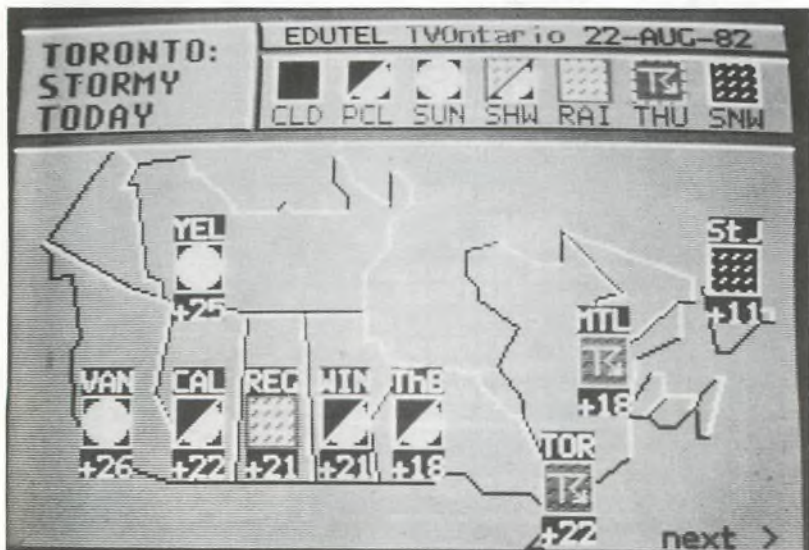 TORONTO:
STORMY
TODAY
EDUTEL TVOntario 22-AUG-82
CLD PCL SUN SHW RAI THU SNW
YEL
+25
StJ
+11
MTL
+18
VAN CAL REG WIN ThB
+26 +22 +21 +21 +18
TOR
+22
next >